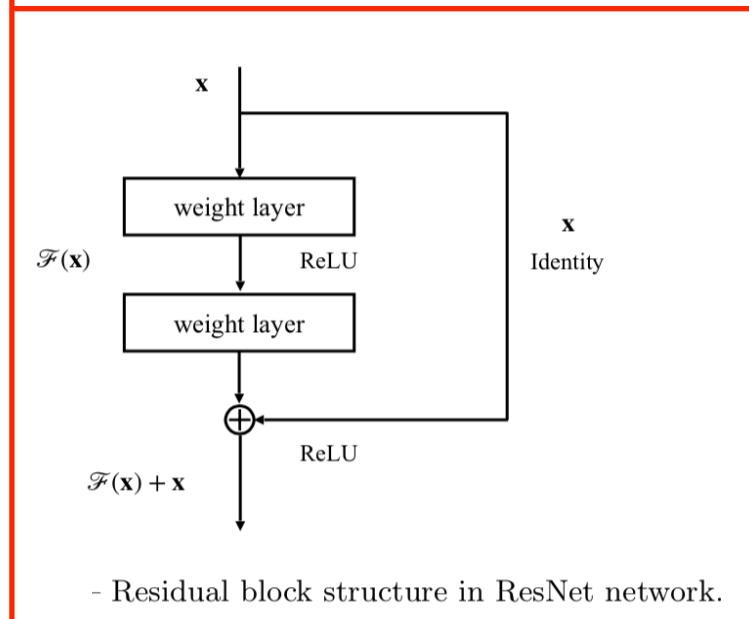 x
weight layer
ℱ(x)
ReLU
x
Identity
weight layer
ReLU
ℱ(x) + x
- Residual block structure in ResNet network.